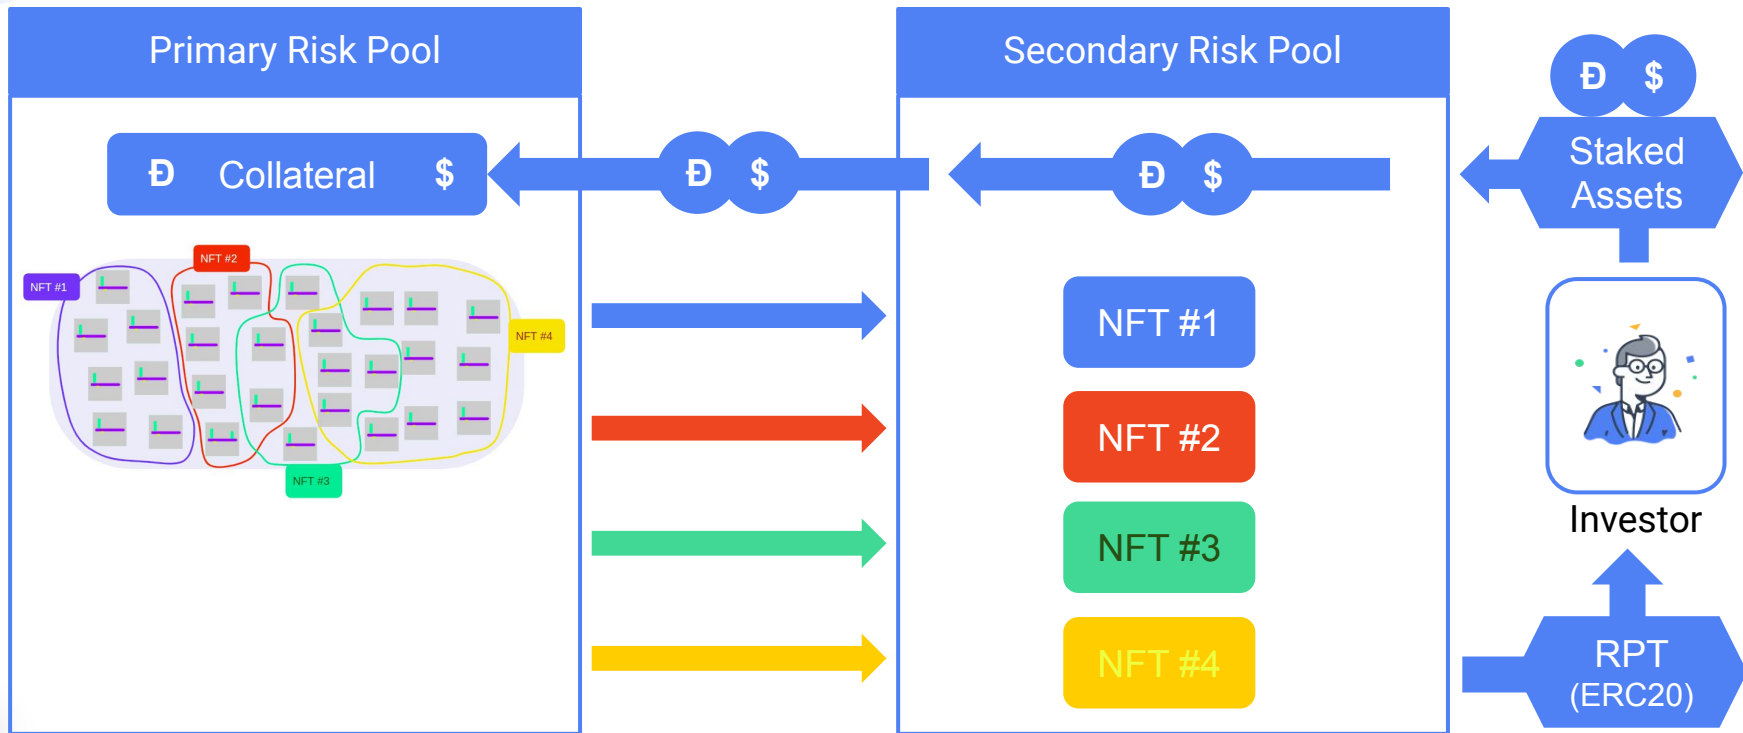 Primary Risk Pool
Secondary Risk Pool
Đ $
Staked
Assets
Đ Collateral $
Đ $
Đ $
NFT #1
NFT #2
NFT #3
NFT #4
NFT #1
NFT #2
NFT #3
NFT #4
Investor
RPT
(ERC20)